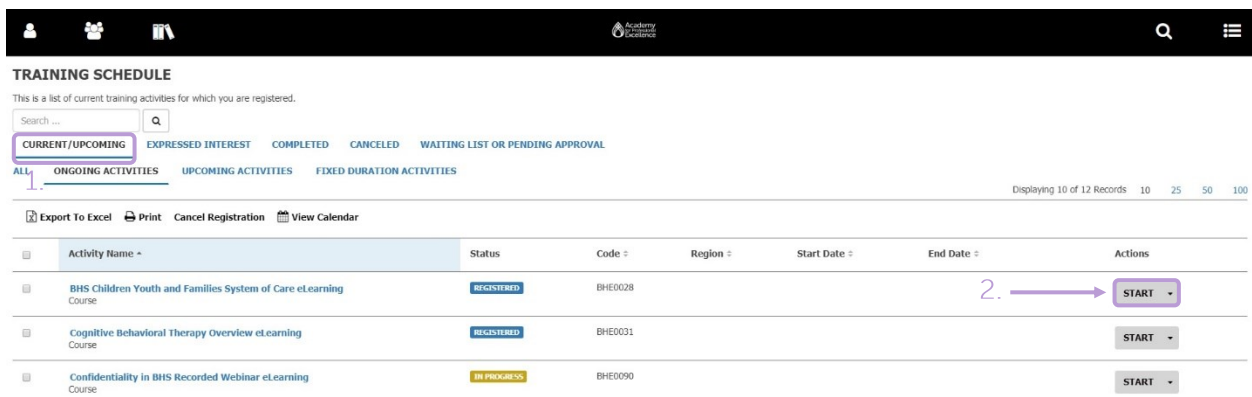 Academy
for Professional
Excellence
TRAINING SCHEDULE
This is a list of current training activities for which you are registered.
Search ...
CURRENT/UPCOMING EXPRESSED INTEREST COMPLETED CANCELED WAITING LIST OR PENDING APPROVAL
1.
ALL ONGOING ACTIVITIES UPCOMING ACTIVITIES FIXED DURATION ACTIVITIES
Displaying 10 of 12 Records 10 25 50 100
Export To Excel Print Cancel Registration View Calendar
Activity Name Status Code Region Start Date End Date Actions
BHS Children Youth and Families System of Care eLearning REGISTERED BHE0028 2. START
Course
Cognitive Behavioral Therapy Overview eLearning REGISTERED BHE0031 START
Course
Confidentiality in BHS Recorded Webinar eLearning IN PROGRESS BHE0090 START
Course